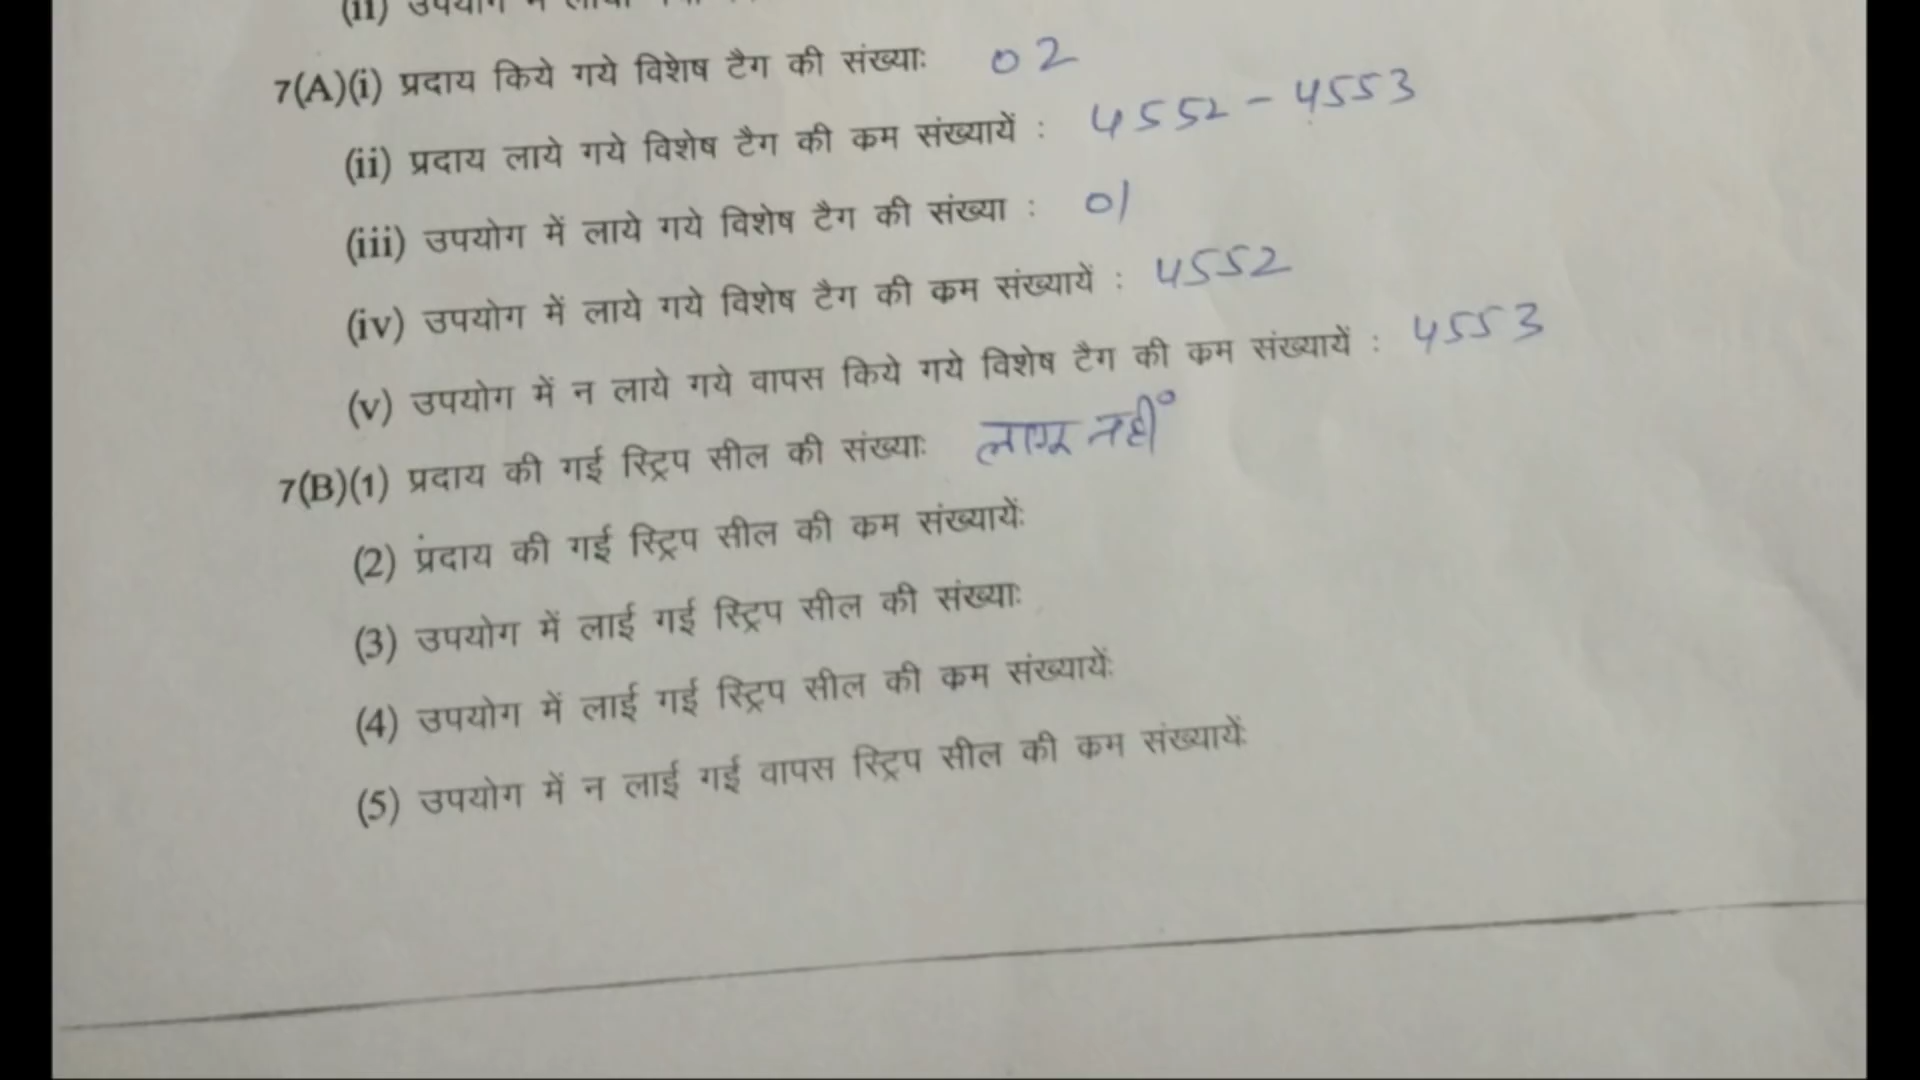 (ii) उपयोग में लाया
7(A)(i) प्रदाय किये गये विशेष टैग की संख्याः 02
(ii) प्रदाय लाये गये विशेष टैग की कम संख्यायें : 4552 - 4553
(iii) उपयोग में लाये गये विशेष टैग की संख्या : 01
(iv) उपयोग में लाये गये विशेष टैग की कम संख्यायें : 4552
(v) उपयोग में न लाये गये वापस किये गये विशेष टैग की कम संख्यायें : 4553
7(B)(1) प्रदाय की गई स्ट्रिप सील की संख्याः लागू नहीं
(2) प्रंदाय की गई स्ट्रिप सील की कम संख्यायेंः
(3) उपयोग में लाई गई स्ट्रिप सील की संख्याः
(4) उपयोग में लाई गई स्ट्रिप सील की कम संख्यायेंः
(5) उपयोग में न लाई गई वापस स्ट्रिप सील की कम संख्यायेंः